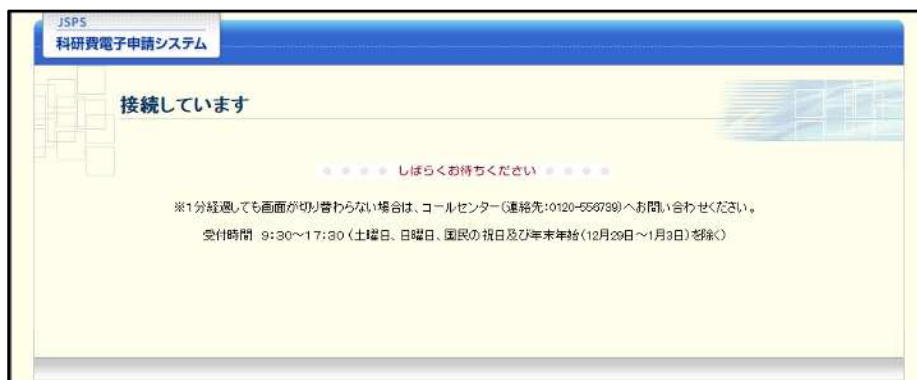 JSPS
科研費電子申請システム
接続しています
しばらくお待ちください
※1分経過しても画面が切り替わらない場合は、コールセンター(連絡先:0120-556739)へお問い合わせください。
受付時間 9:30～17:30(土曜日、日曜日、国民の祝日及び年末年始(12月29日～1月3日)を除く)